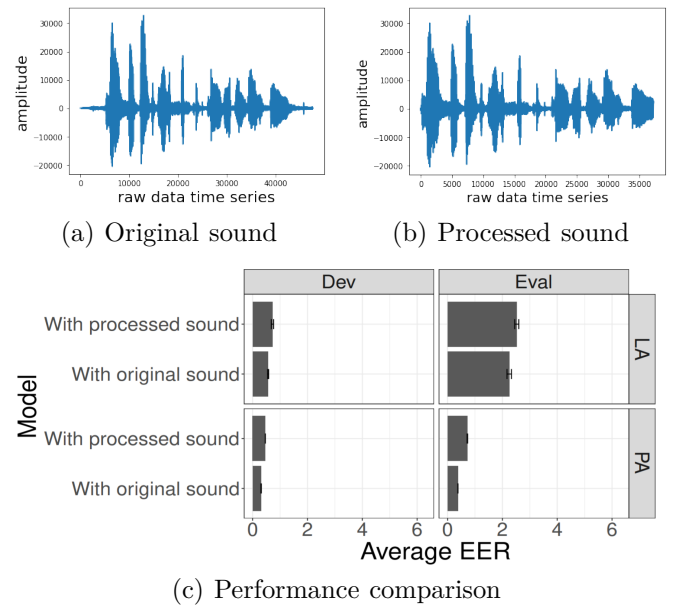 30000
20000
10000
0
−10000
−20000
amplitude
0 10000 20000 30000 40000
raw data time series
(a) Original sound
30000
20000
10000
0
−10000
−20000
amplitude
0 5000 10000 15000 20000 25000 30000 35000
raw data time series
(b) Processed sound
Dev Eval
With processed sound
With original sound
LA
Model
With processed sound
With original sound
PA
0 2 4 6 0 2 4 6
Average EER
(c) Performance comparison